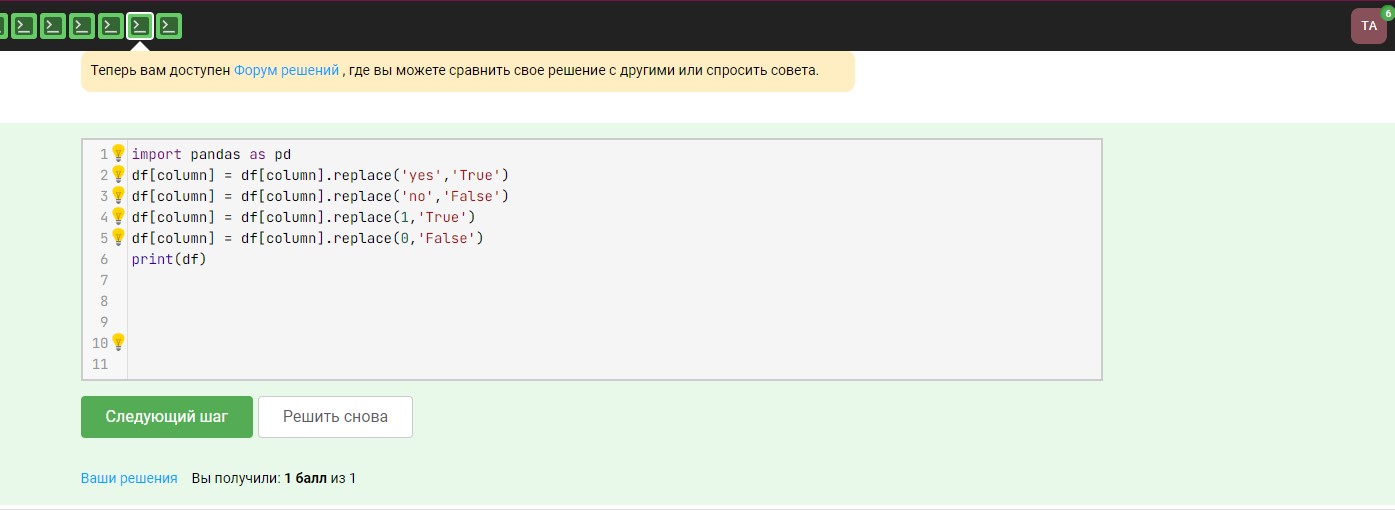 TA
6
Теперь вам доступен Форум решений , где вы можете сравнить свое решение с другими или спросить совета.
1 import pandas as pd
2 df[column] = df[column].replace('yes','True')
3 df[column] = df[column].replace('no','False')
4 df[column] = df[column].replace(1,'True')
5 df[column] = df[column].replace(0,'False')
6 print(df)
7
8
9
10
11
Следующий шаг Решить снова
Ваши решения Вы получили: 1 балл из 1